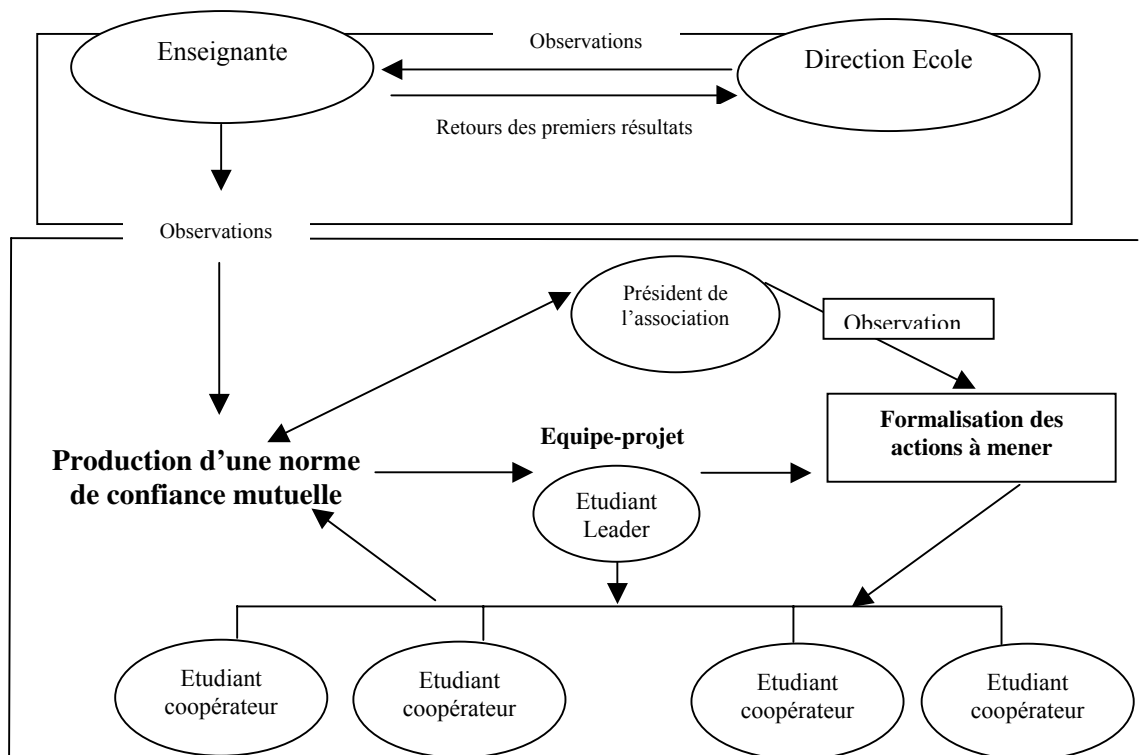 Enseignante
Observations
Direction Ecole
Retours des premiers résultats
Observations
Président de
l’association
Observation
Formalisation des
actions à mener
Equipe-projet
Production d’une norme
de confiance mutuelle
Etudiant
Leader
Etudiant
coopérateur
Etudiant
coopérateur
Etudiant
coopérateur
Etudiant
coopérateur